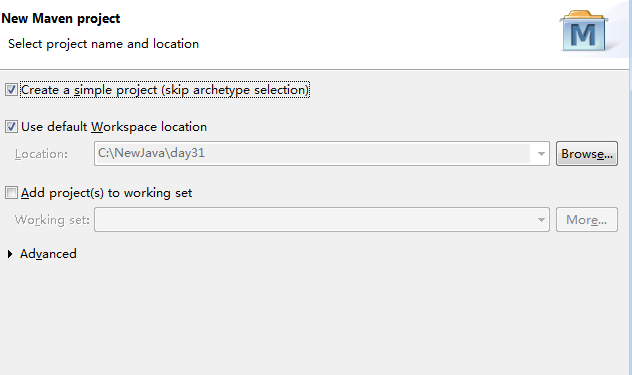 New Maven project
Select project name and location
M
Create a simple project (skip archetype selection)
Use default Workspace location
Location: C:\NewJava\day31 Browse...
Add project(s) to working set
Working set: More...
Advanced